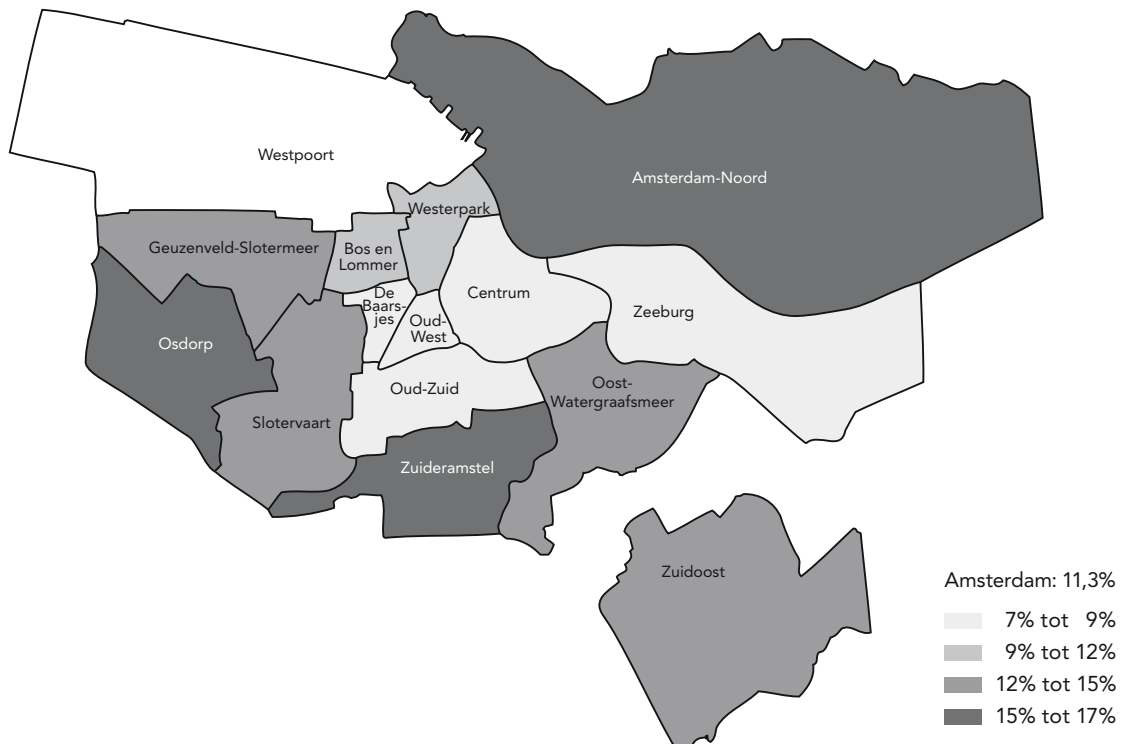 Westpoort
Amsterdam-Noord
Westerpark
Geuzenveld-Slotermeer
Bos en
Lommer
De
Baars-
jes
Centrum
Oud-
West
Zeeburg
Osdorp
Oud-Zuid
Oost-
Watergraafsmeer
Slotervaart
Zuideramstel
Zuidoost
Amsterdam: 11,3%
7% tot 9%
9% tot 12%
12% tot 15%
15% tot 17%